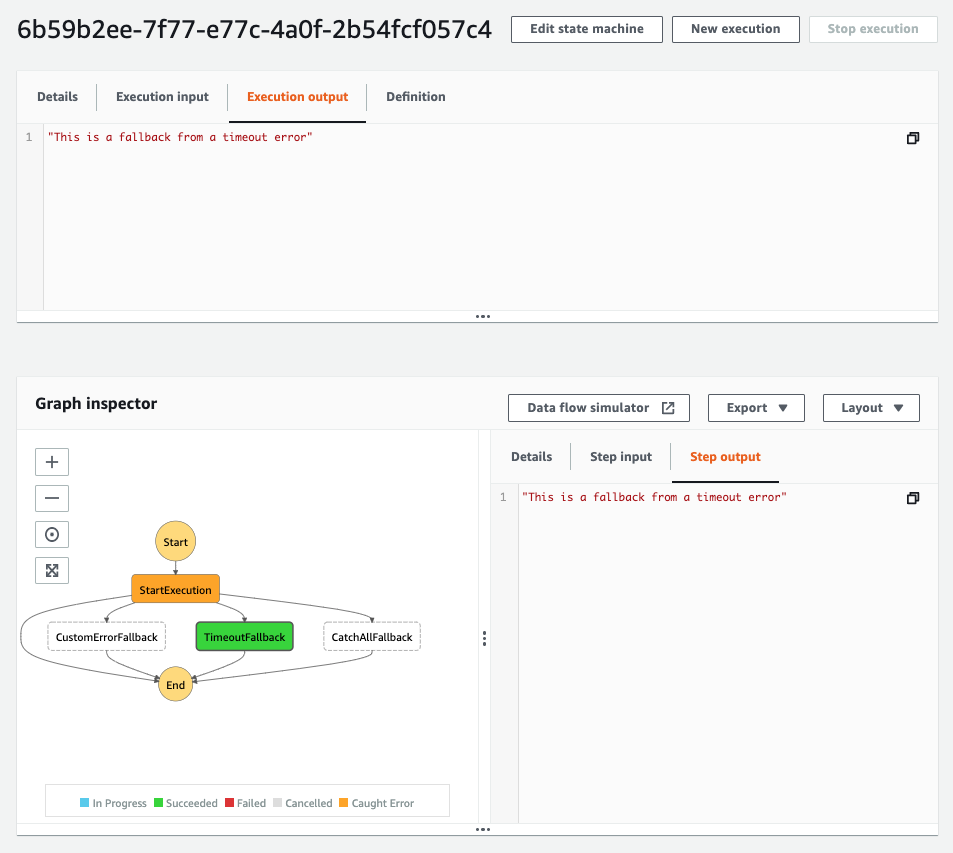 6b59b2ee-7f77-e77c-4a0f-2b54fcf057c4
Edit state machine
New execution
Stop execution
Details
Execution input
Execution output
Definition
1 "This is a fallback from a timeout error"
Graph inspector
Data flow simulator
Export
Layout
Details
Step input
Step output
1 "This is a fallback from a timeout error"
Start
StartExecution
CustomErrorFallback
TimeoutFallback
CatchAllFallback
End
In Progress
Succeeded
Failed
Cancelled
Caught Error